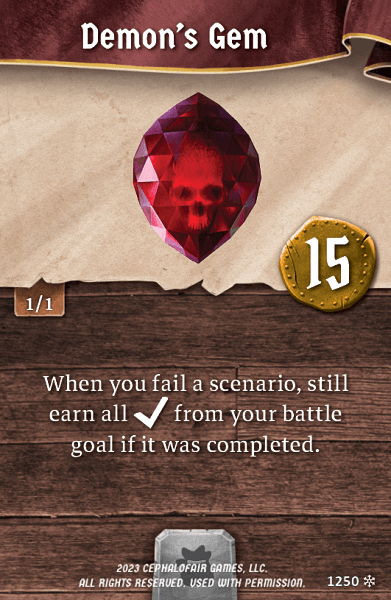 Demon's Gem
15
1/1
When you fail a scenario, still
earn all ✓ from your battle
goal if it was completed.
2023 CEPHALOFAIR GAMES, LLC.
ALL RIGHTS RESERVED. USED WITH PERMISSION.
1250